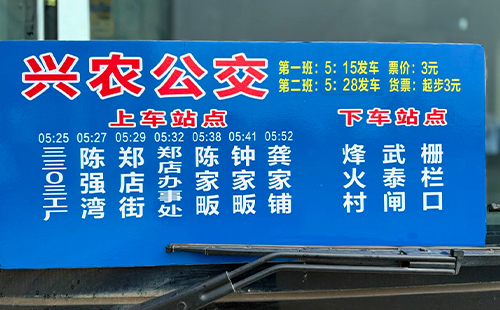 兴农公交
第一班：5：15发车 票价：3元
第二班：5：28发车 货票：起步3元
上车站点
下车站点
05:25 05:27 05:29 05:32 05:38 05:41 05:52
三三〇三工厂
陈强湾
郑店街
郑店办事处
陈家畈
钟家畈
龚家铺
烽火村
武泰闸
栅栏口